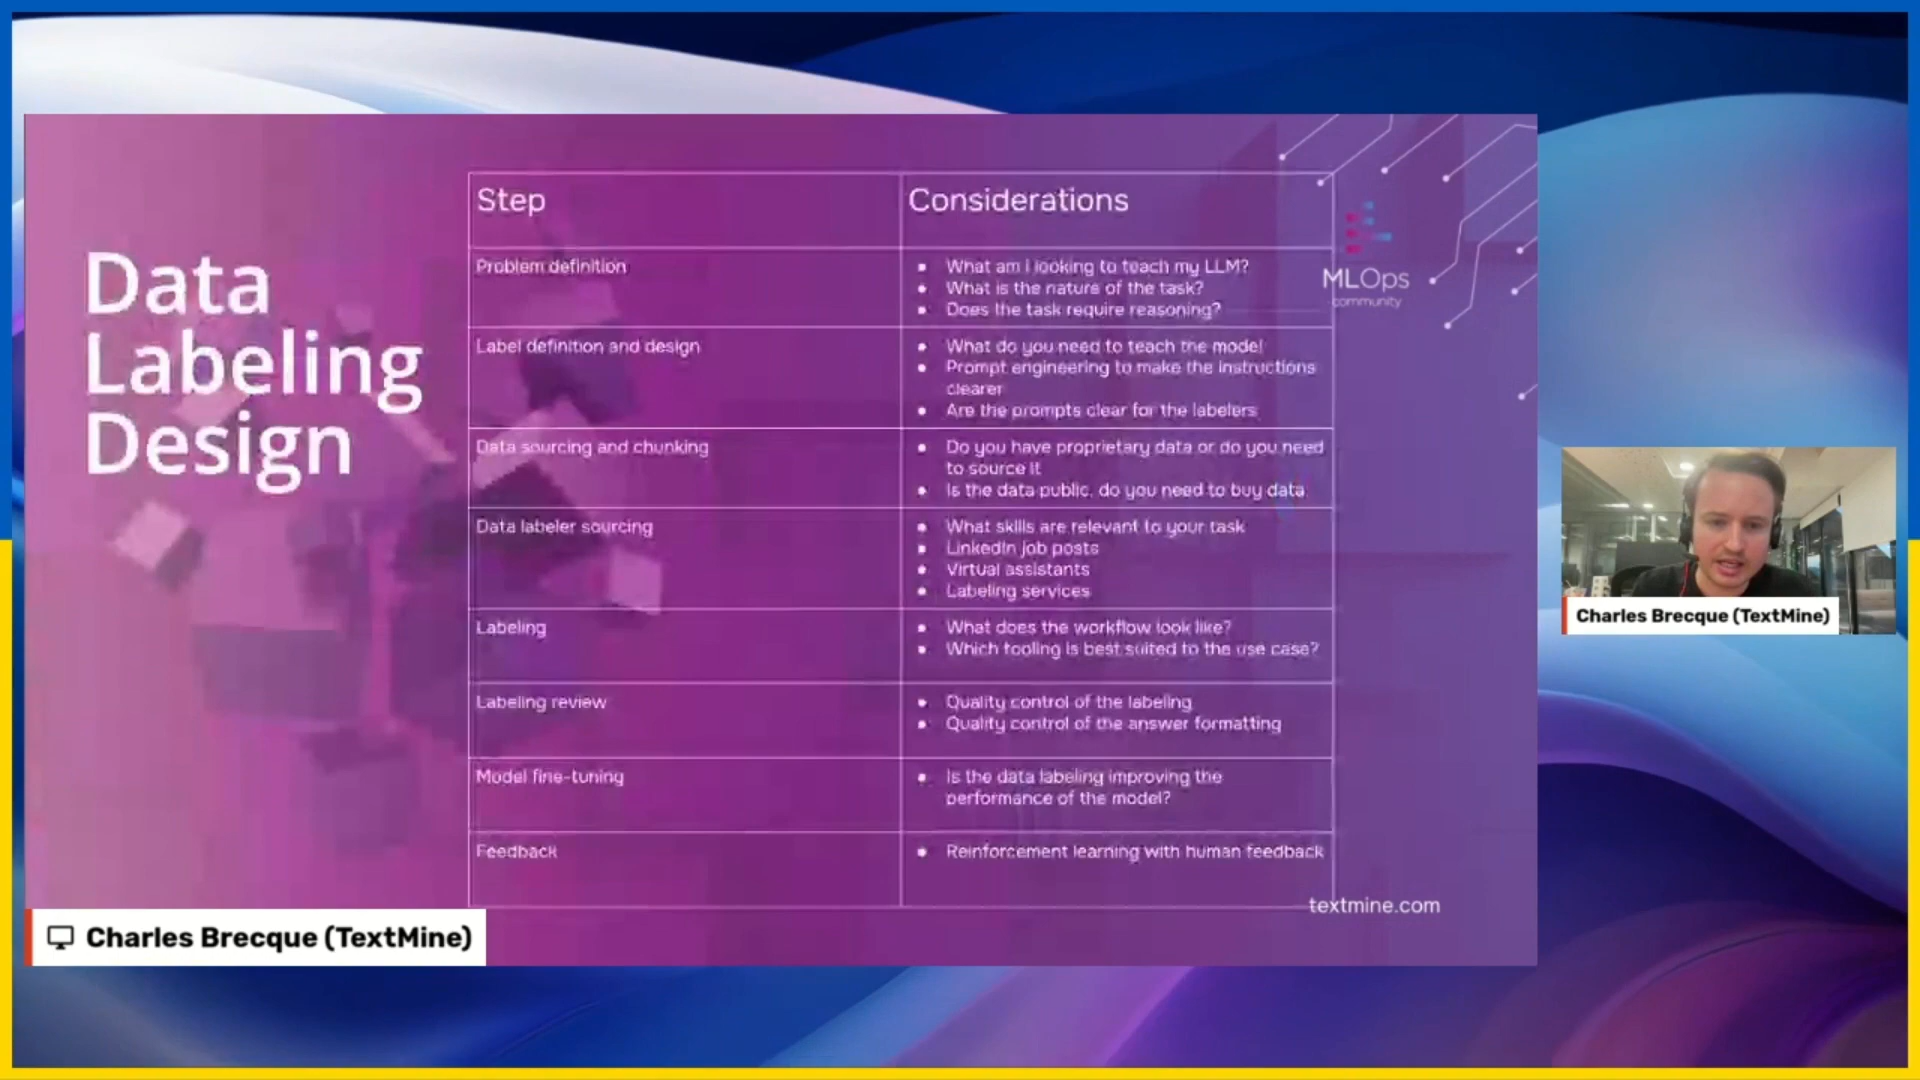 Data
Labeling
Design
Step
Considerations
Problem definition
What am I looking to teach my LLM?
What is the nature of the task?
Does the task require reasoning?
Label definition and design
What do you need to teach the model
Prompt engineering to make the instructions
clearer
Are the prompts clear for the labelers
Data sourcing and chunking
Do you have proprietary data or do you need
to source it
Is the data public, do you need to buy data
Data labeler sourcing
What skills are relevant to your task
LinkedIn job posts
Virtual assistants
Labeling services
Labeling
What does the workflow look like?
Which tooling is best suited to the use case?
Labeling review
Quality control of the labeling
Quality control of the answer formatting
Model fine-tuning
Is the data labeling improving the
performance of the model?
Feedback
Reinforcement learning with human feedback
MLOps
community
textmine.com
Charles Brecque (TextMine)
Charles Brecque (TextMine)